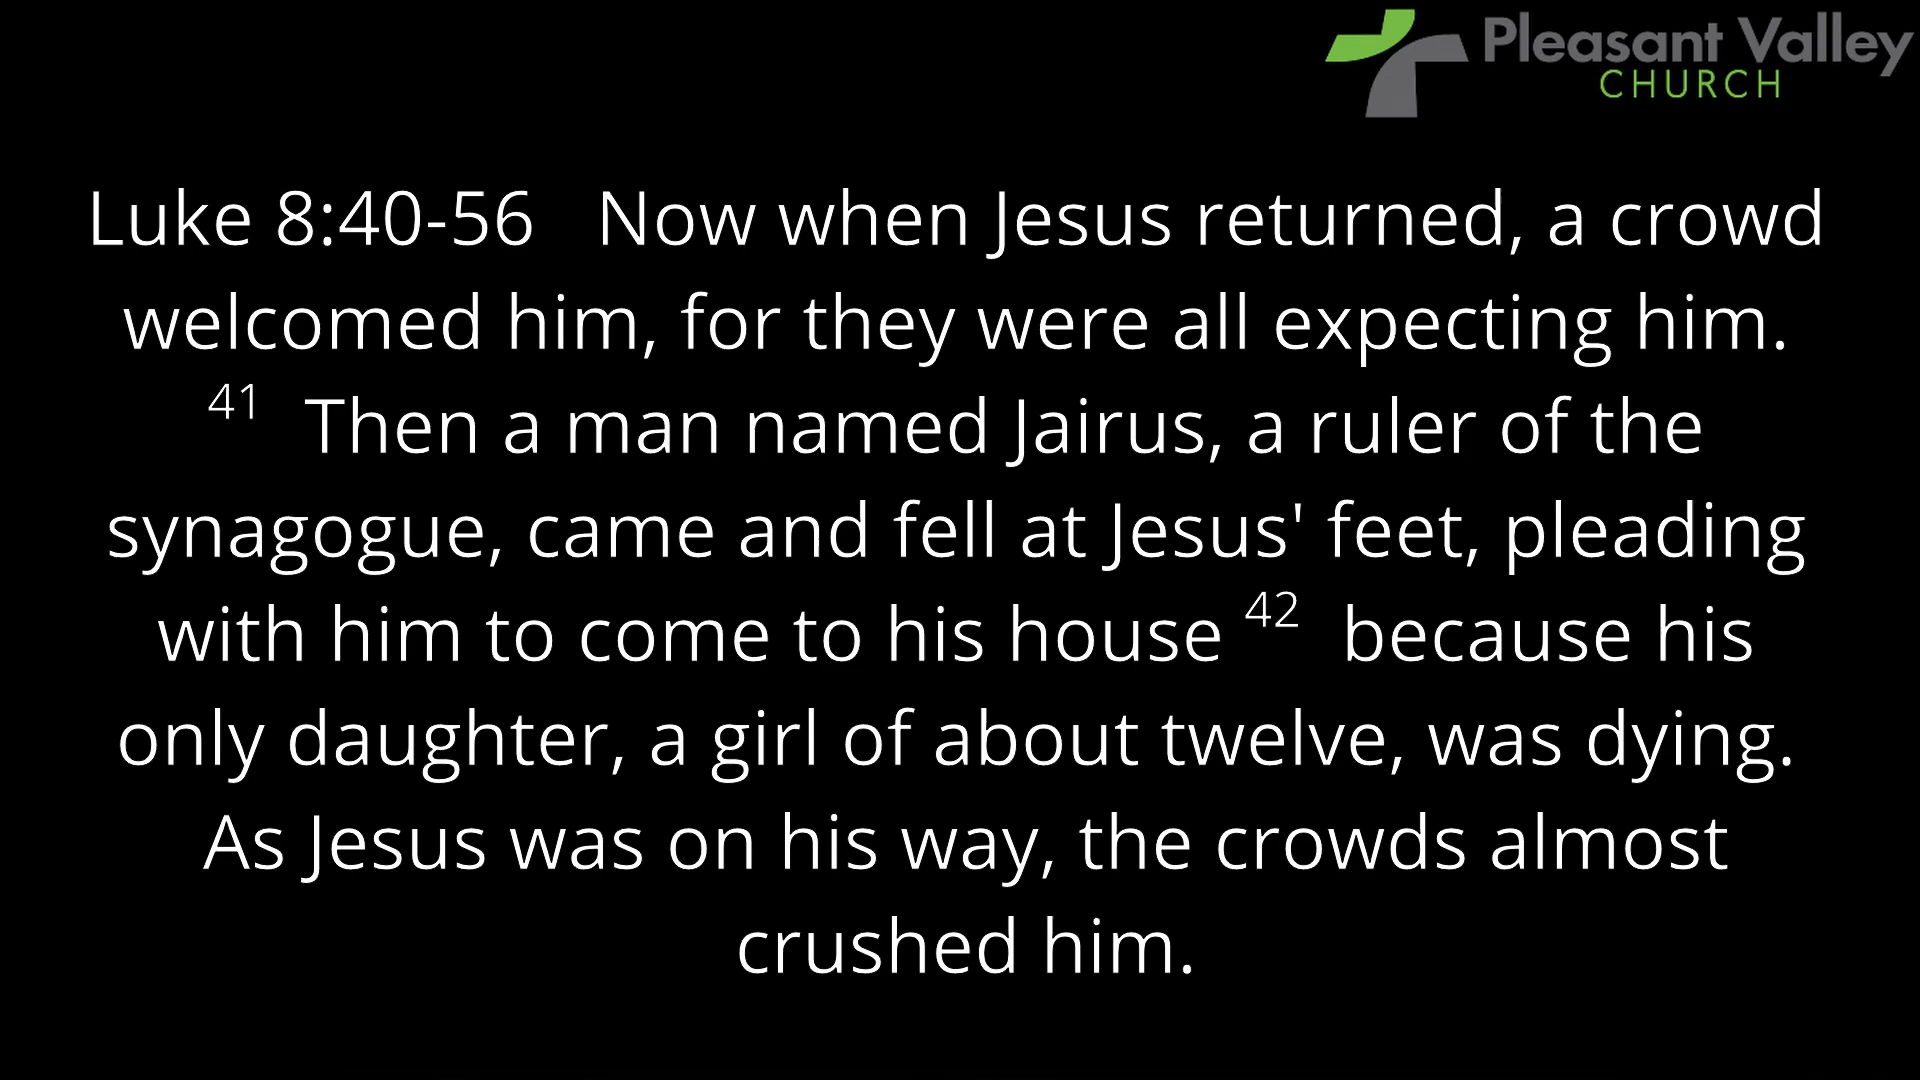 Pleasant Valley
CHURCH
Luke 8:40-56 Now when Jesus returned, a crowd
welcomed him, for they were all expecting him.
41 Then a man named Jairus, a ruler of the
synagogue, came and fell at Jesus' feet, pleading
with him to come to his house 42 because his
only daughter, a girl of about twelve, was dying.
As Jesus was on his way, the crowds almost
crushed him.